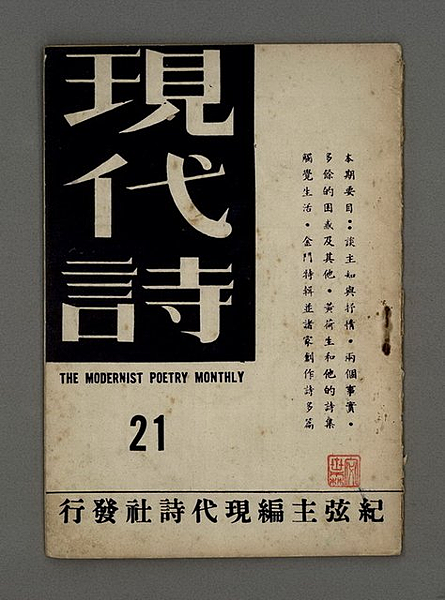 現代詩
THE MODERNIST POETRY MONTHLY
21
本期要目：談主知與抒情・兩個事實・
多餘的困惑及其他・黃荷生和他的詩集
觸覺生活・金門特輯並諸家創作詩多篇
紀弦主編現代詩社發行